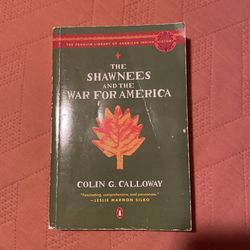 THE PENGUIN LIBRARY OF AMERICAN INDIAN
HISTORY
THE
SHAWNEES
AND THE
WAR FOR AMERICA
COLIN G. CALLOWAY
"Fascinating, comprehensive, and passionate."
—LESLIE MARMON SILKO